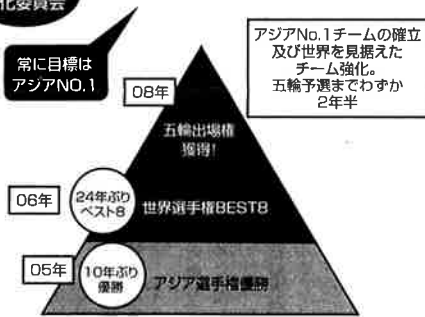 化委員会
常に目標は
アジアNO.1
アジアNo.1チームの確立
及び世界を見据えた
チーム強化。
五輪予選までわずか
2年半
08年
五輪出場権
獲得!
06年
24年ぶり
ベスト8
世界選手権BEST8
05年
10年ぶり
優勝
アジア選手権優勝